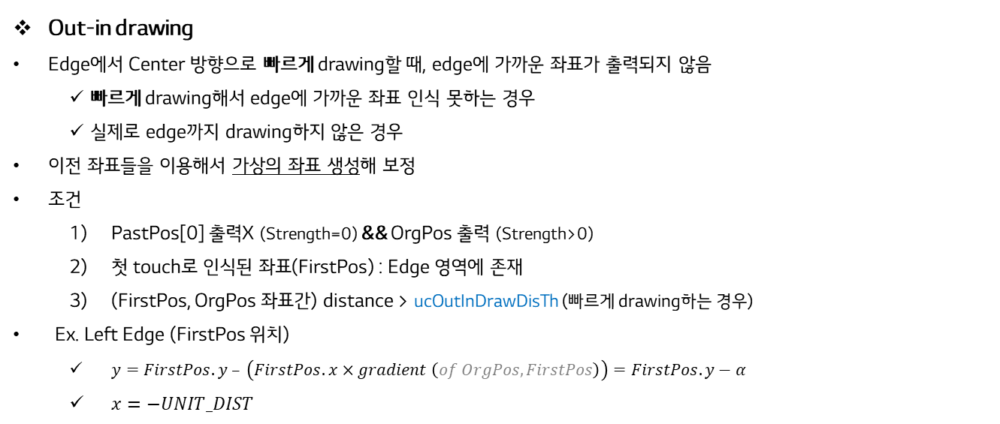 ❖ Out-in drawing
• Edge에서 Center 방향으로 빠르게 drawing할 때, edge에 가까운 좌표가 출력되지 않음
✓ 빠르게 drawing해서 edge에 가까운 좌표 인식 못하는 경우
✓ 실제로 edge까지 drawing하지 않은 경우
• 이전 좌표들을 이용해서 가상의 좌표 생성해 보정
• 조건
1) PastPos[0] 출력X (Strength=0) && OrgPos 출력 (Strength>0)
2) 첫 touch로 인식된 좌표(FirstPos) : Edge 영역에 존재
3) (FirstPos, OrgPos 좌표간) distance > ucOutInDrawDisTh (빠르게 drawing하는 경우)
• Ex. Left Edge (FirstPos 위치)
✓ y = FirstPos.y – (FirstPos.x × gradient (of OrgPos, FirstPos)) = FirstPos.y − α
✓ x = −UNIT_DIST